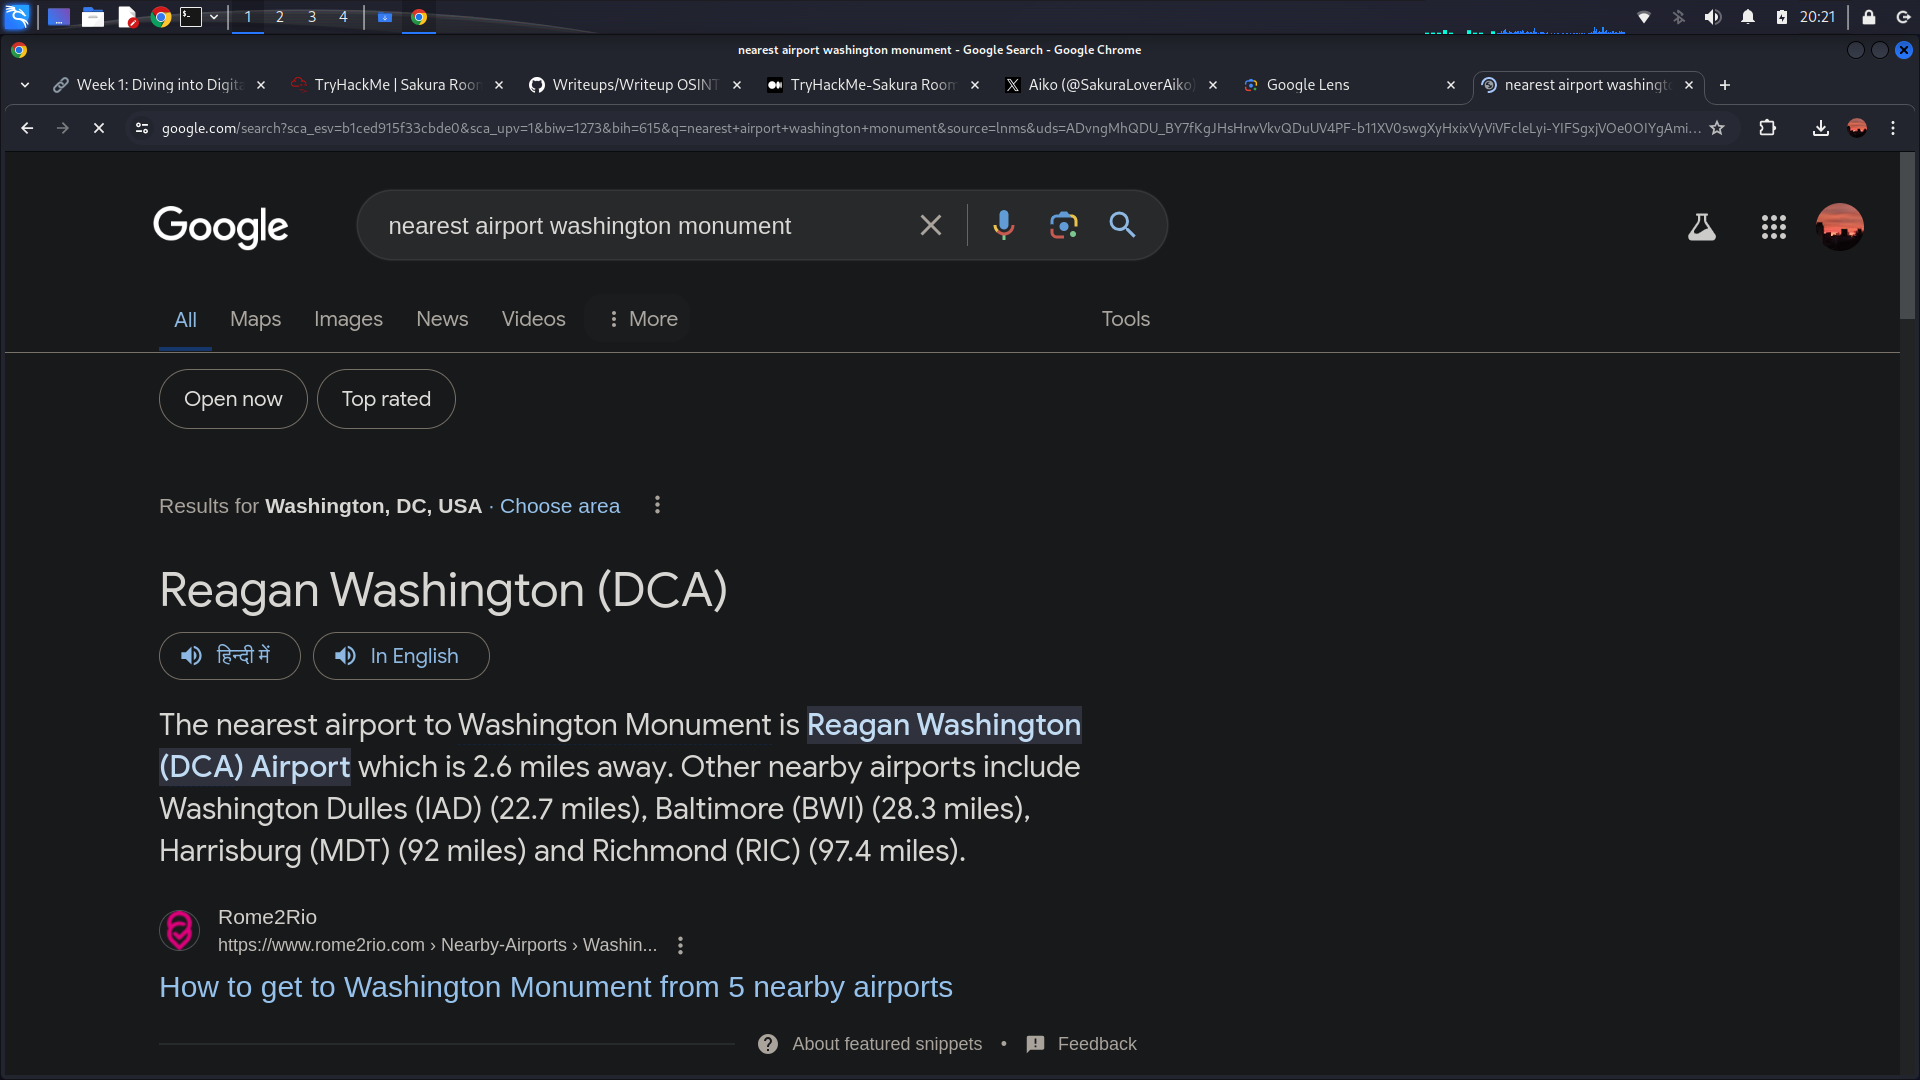 1 2 3 4 20:21
nearest airport washington monument - Google Search - Google Chrome
Week 1: Diving into Digita TryHackMe | Sakura Room Writeups/Writeup OSINT TryHackMe-Sakura Room Aiko (@SakuraLoverAiko) Google Lens nearest airport washingto
google.com/search?sca_esv=b1ced915f33cbde0&sca_upv=1&biw=1273&bih=615&q=nearest+airport+washington+monument&source=lnms&uds=ADvngMhQDU_BY7fKgJHsHrwVkvQDuUV4PF-b11XV0swgXyHxixVyViVFcleLyi-YIFSgxjVOe0OIYgAmi...
Google
nearest airport washington monument
All Maps Images News Videos More Tools
Open now Top rated
Results for Washington, DC, USA · Choose area
Reagan Washington (DCA)
हिन्दी में In English
The nearest airport to Washington Monument is Reagan Washington
(DCA) Airport which is 2.6 miles away. Other nearby airports include
Washington Dulles (IAD) (22.7 miles), Baltimore (BWI) (28.3 miles),
Harrisburg (MDT) (92 miles) and Richmond (RIC) (97.4 miles).
Rome2Rio
https://www.rome2rio.com › Nearby-Airports › Washin...
How to get to Washington Monument from 5 nearby airports
About featured snippets • Feedback